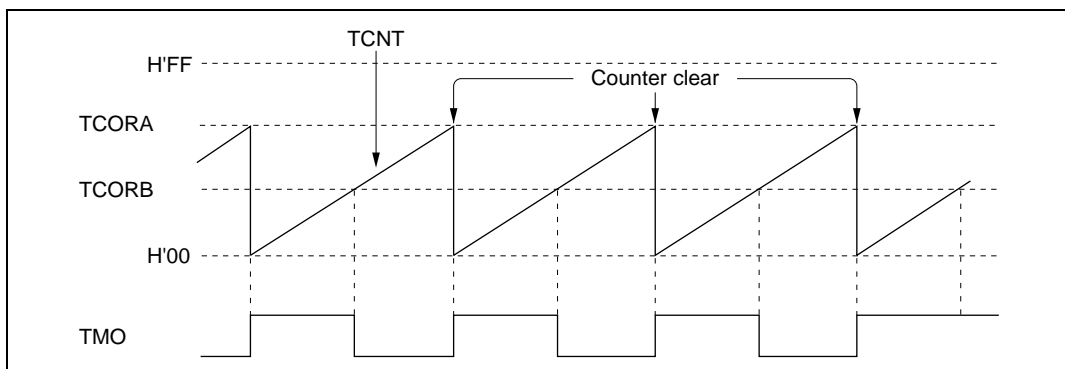 TCNT
H'FF
Counter clear
TCORA
TCORB
H'00
TMO